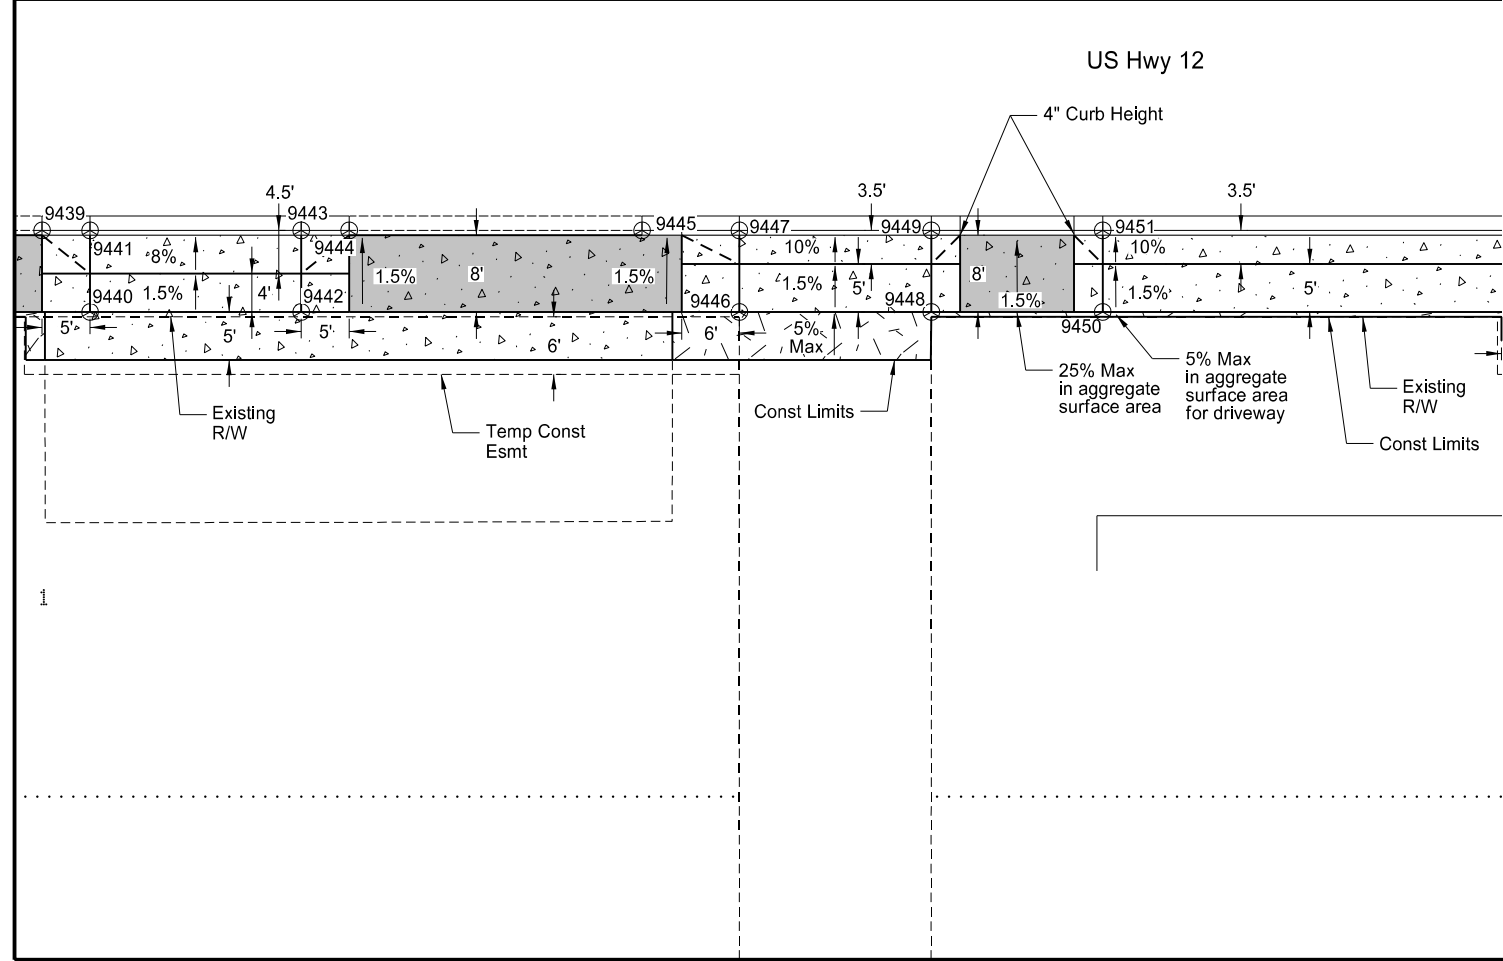 US Hwy 12
4" Curb Height
4.5'
3.5'
3.5'
9439
9443
9445
9447
9449
9451
9441
8%
9444
10%
10%
1.5%
4'
1.5%
8'
1.5%
1.5%
5'
8'
1.5%
1.5%
5'
9440
9442
9446
9448
9450
5'
5'
5'
6'
6'
5%
Max
25% Max
in aggregate
surface area
5% Max
in aggregate
surface area
for driveway
Existing
R/W
Existing
R/W
Temp Const
Esmt
Const Limits
Const Limits
1